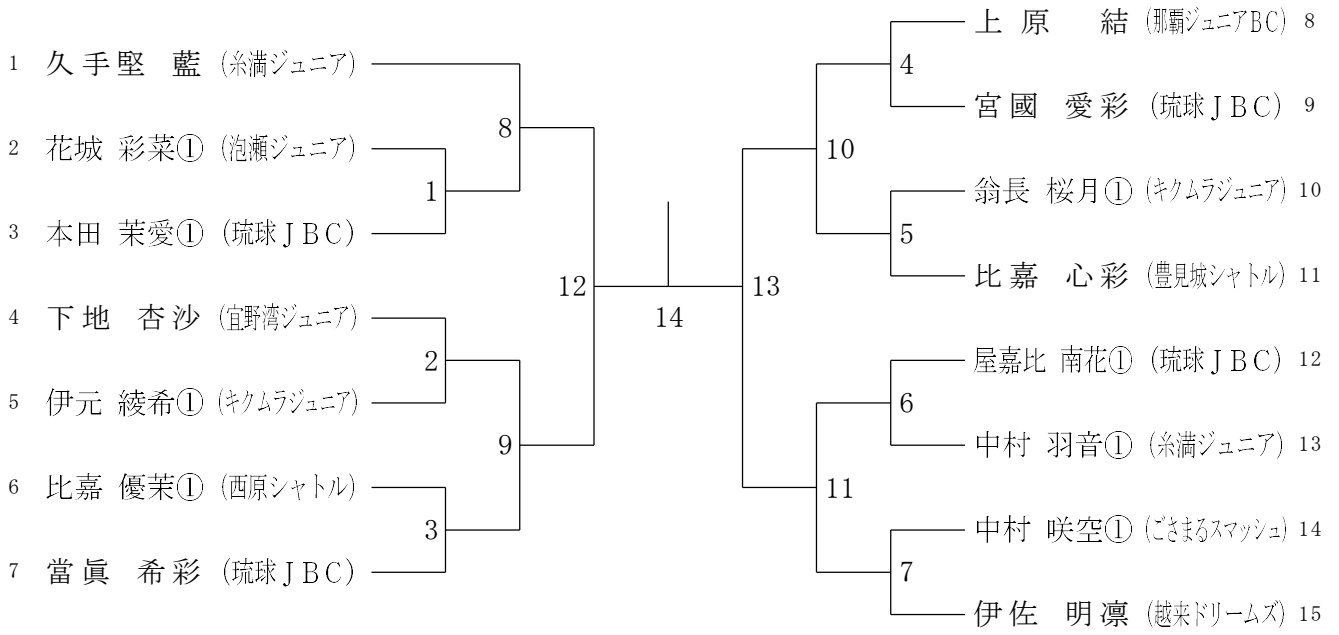 1 久手堅 藍 (糸満ジュニア)
2 花城 彩菜① (泡瀬ジュニア)
3 本田 茉愛① (琉球JBC)
4 下地 杏沙 (宜野湾ジュニア)
5 伊元 綾希① (キクムラジュニア)
6 比嘉 優茉① (西原シャトル)
7 當眞 希彩 (琉球JBC)
8
1
2
9
3
12
14
13
4
10
5
6
11
7
上原 結 (那覇ジュニアBC) 8
宮國 愛彩 (琉球JBC) 9
翁長 桜月① (キクムラジュニア) 10
比嘉 心彩 (豊見城シャトル) 11
屋嘉比 南花① (琉球JBC) 12
中村 羽音① (糸満ジュニア) 13
中村 咲空① (ごさまるスマッシュ) 14
伊佐 明凛 (越来ドリームズ) 15